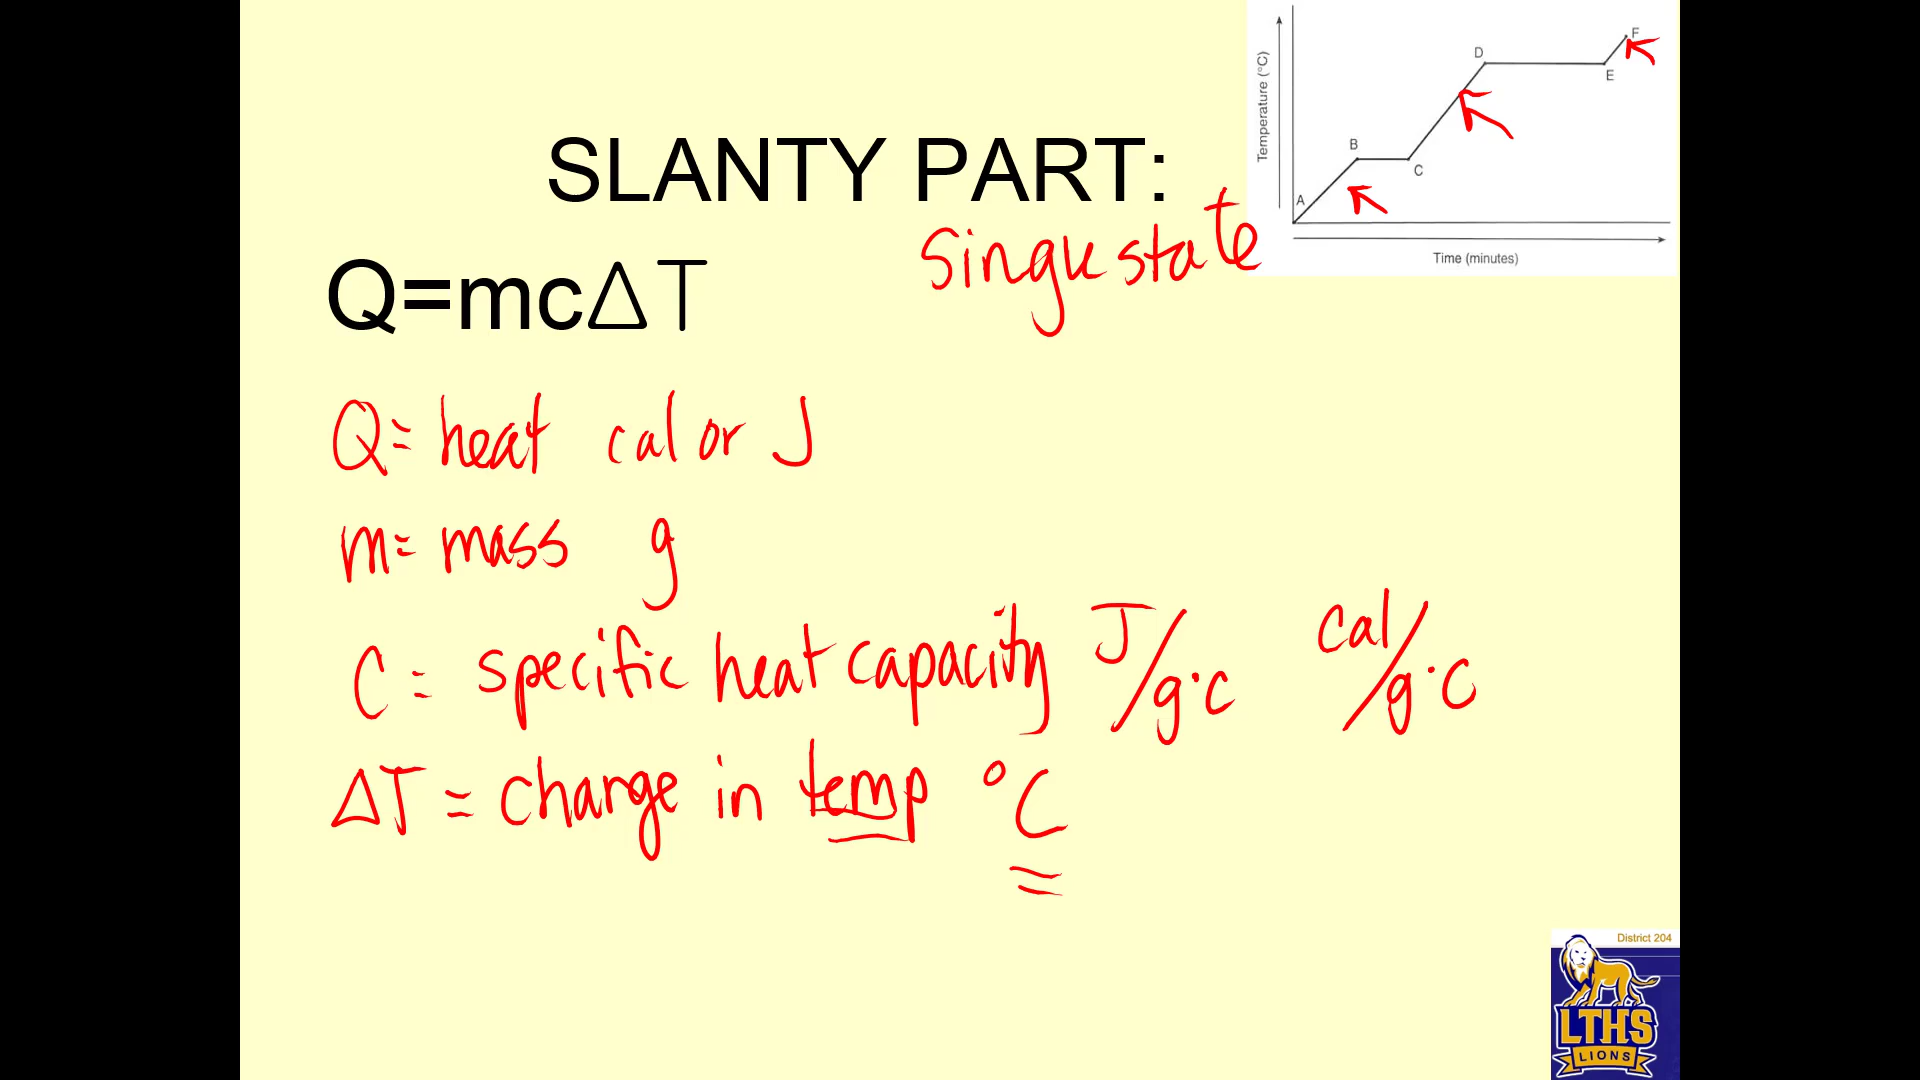 SLANTY PART:
Single state
Q=mcΔT
Q= heat cal or J
m= mass g
C= specific heat capacity J/g·c cal/g·c
ΔT = change in temp °C
Temperature (°C)
A
B
C
D
E
F
Time (minutes)
District 204
LTHS
LIONS